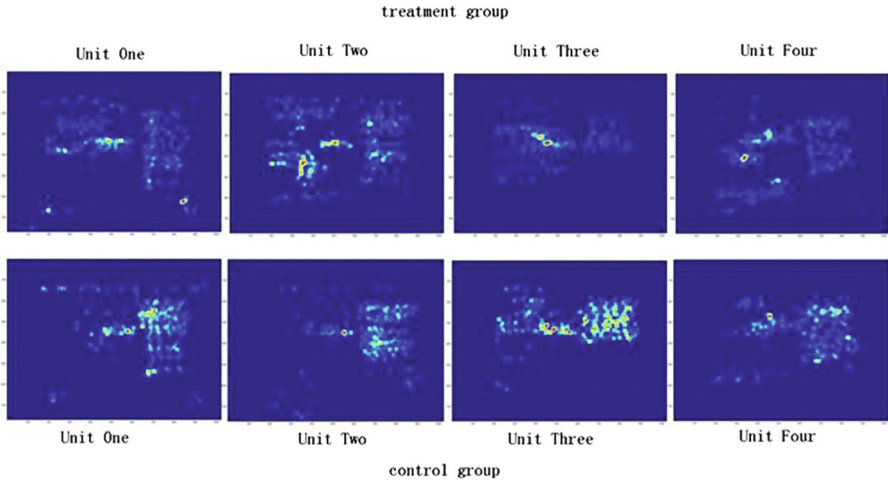 treatment group
Unit One Unit Two Unit Three Unit Four
Unit One Unit Two Unit Three Unit Four
control group